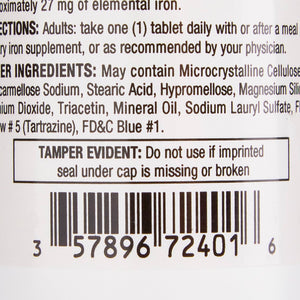 oximately 27 mg of elemental iron.
ECTIONS: Adults: take one (1) tablet daily with or after a meal
ry iron supplement, or as recommended by your physician.
ER INGREDIENTS: May contain Microcrystalline Cellulose
carmellose Sodium, Stearic Acid, Hypromellose, Magnesium Sili
nium Dioxide, Triacetin, Mineral Oil, Sodium Lauryl Sulfate, F
ow # 5 (Tartrazine), FD&C Blue #1.
TAMPER EVIDENT: Do not use if imprinted
seal under cap is missing or broken
3 57896 72401 6